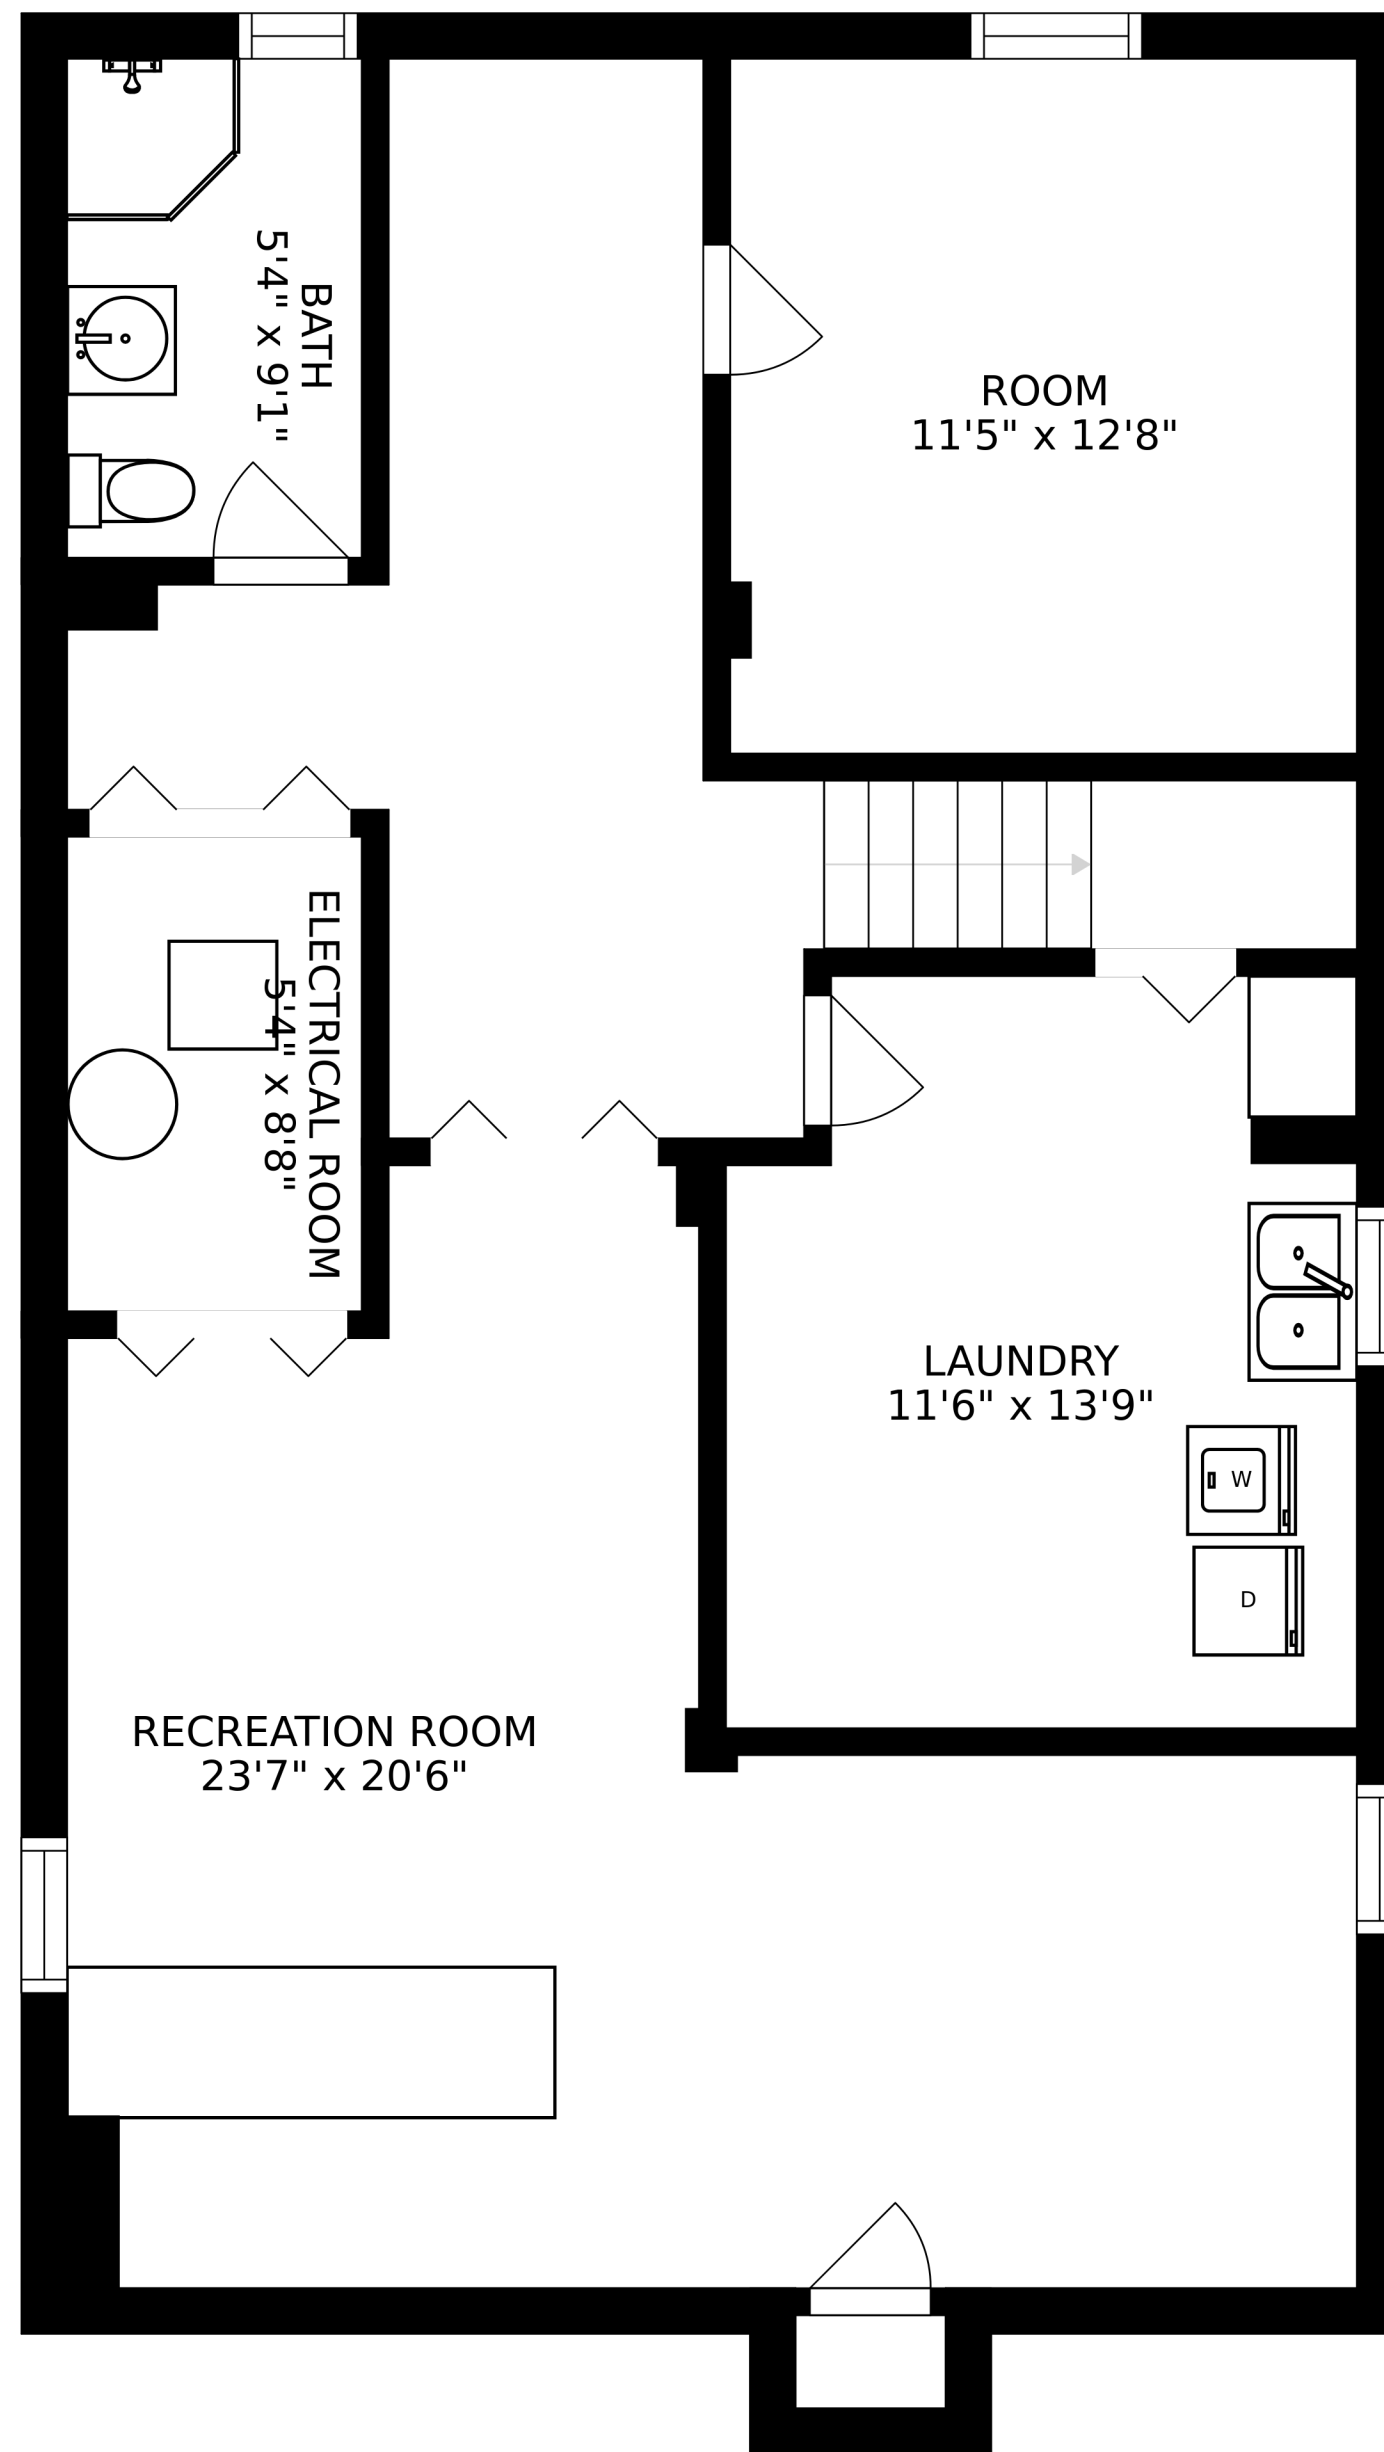 BATH
5'4" x 9'1"
ROOM
11'5" x 12'8"
ELECTRICAL ROOM
5'4" x 8'8"
LAUNDRY
11'6" x 13'9"
W
D
RECREATION ROOM
23'7" x 20'6"